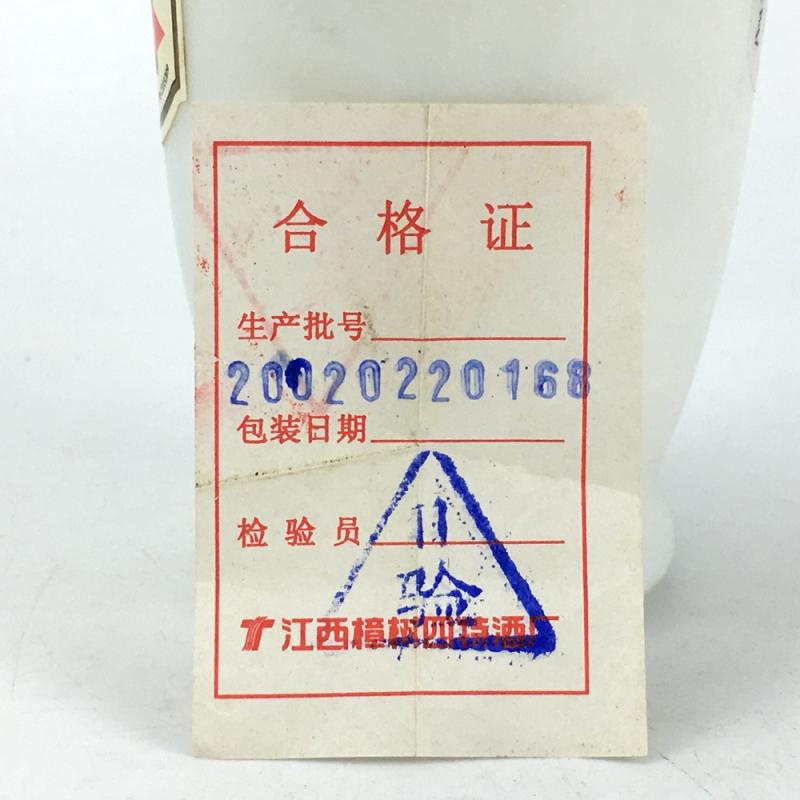 合格证
生产批号
20020220168
包装日期
检验员
11
验
江西樟树四特酒厂